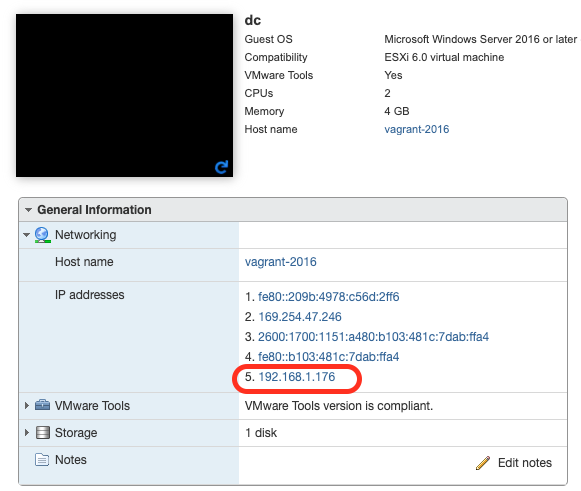 dc
Guest OS Microsoft Windows Server 2016 or later
Compatibility ESXi 6.0 virtual machine
VMware Tools Yes
CPUs 2
Memory 4 GB
Host name vagrant-2016
General Information
Networking
Host name vagrant-2016
IP addresses 1. fe80::209b:4978:c56d:2ff6
2. 169.254.47.246
3. 2600:1700:1151:a480:b103:481c:7dab:ffa4
4. fe80::b103:481c:7dab:ffa4
5. 192.168.1.176
VMware Tools VMware Tools version is compliant.
Storage 1 disk
Notes Edit notes